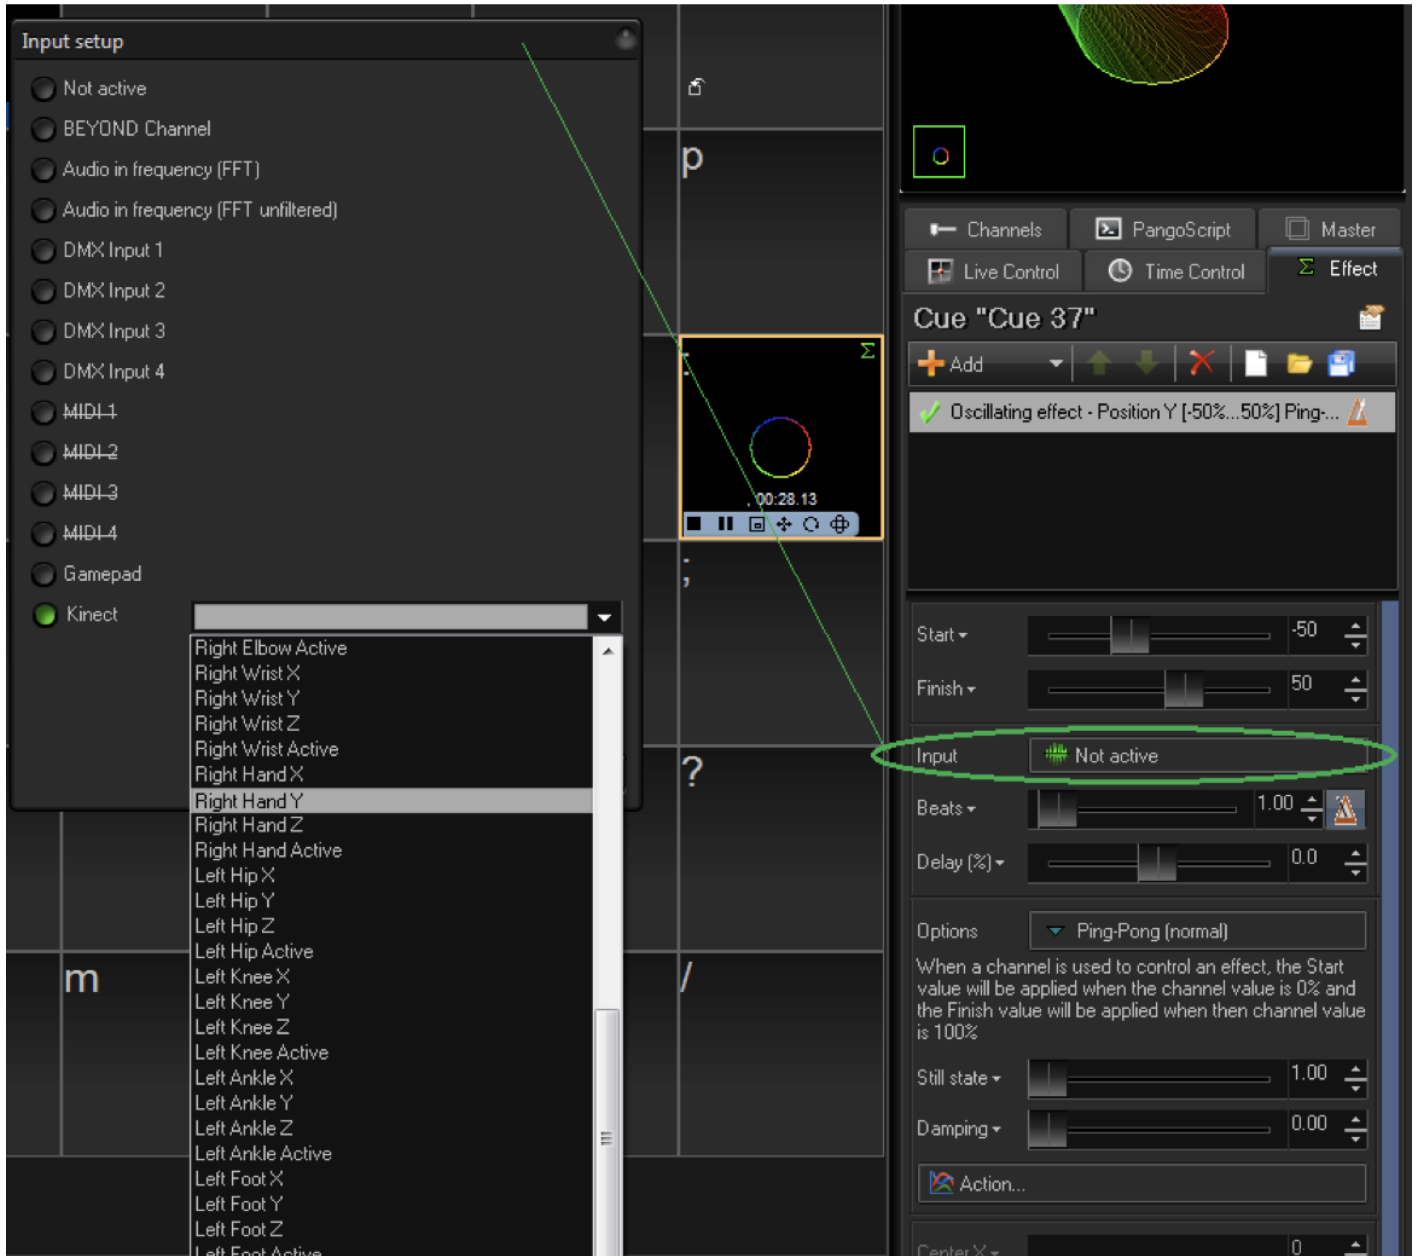 Input setup
Not active
BEYOND Channel
Audio in frequency (FFT)
Audio in frequency (FFT unfiltered)
DMX Input 1
DMX Input 2
DMX Input 3
DMX Input 4
MIDI 1
MIDI 2
MIDI 3
MIDI 4
Gamepad
Kinect
Right Elbow Active
Right Wrist X
Right Wrist Y
Right Wrist Z
Right Wrist Active
Right Hand X
Right Hand Y
Right Hand Z
Right Hand Active
Left Hip X
Left Hip Y
Left Hip Z
Left Hip Active
Left Knee X
Left Knee Y
Left Knee Z
Left Knee Active
Left Ankle X
Left Ankle Y
Left Ankle Z
Left Ankle Active
Left Foot X
Left Foot Y
Left Foot Z
Left Foot Active
p
00:28.13
;
?
m
/
Channels PangoScript Master
Live Control Time Control Σ Effect
Cue "Cue 37"
Add
Oscillating effect - Position Y [-50%...50%] Ping-...
Start -50
Finish 50
Input Not active
Beats 1.00
Delay (%) 0.0
Options Ping-Pong (normal)
When a channel is used to control an effect, the Start
value will be applied when the channel value is 0% and
the Finish value will be applied when then channel value
is 100%
Still state 1.00
Damping 0.00
Action...
Center X 0